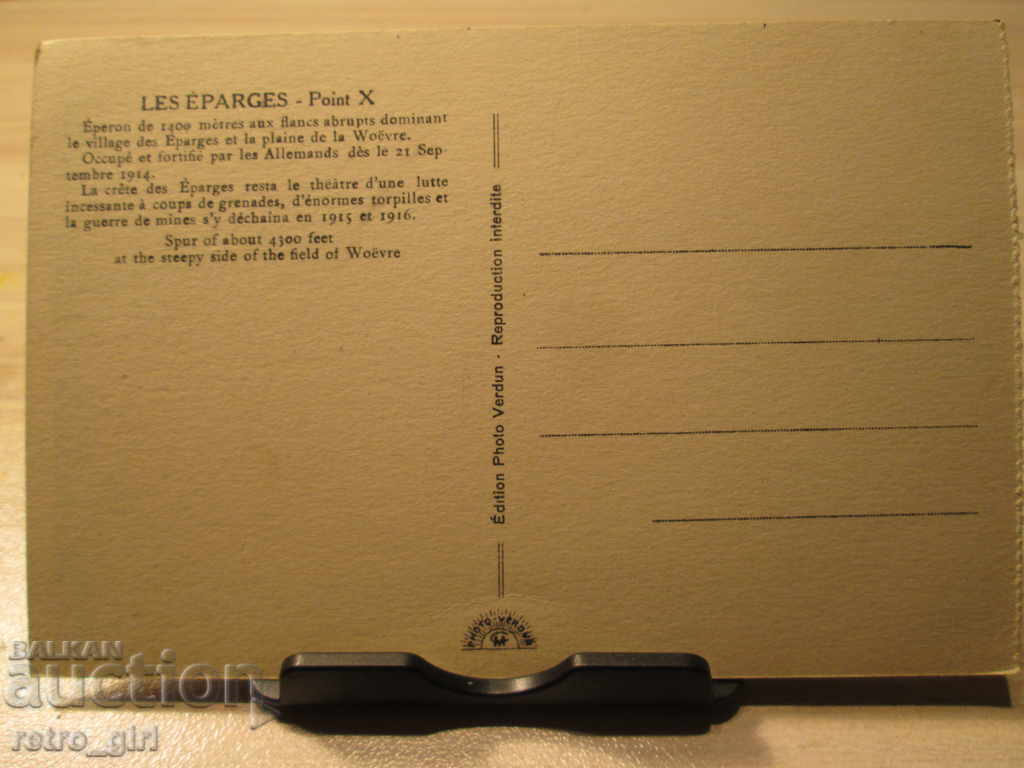 LES ÉPARGES - Point X
Éperon de 1400 mètres aux flancs abrupts dominant
le village des Éparges et la plaine de la Woëvre.
Occupé et fortifié par les Allemands dès le 21 Sep-
tembre 1914.
La crête des Éparges resta le théâtre d'une lutte
incessante à coups de grenades, d'énormes torpilles et
la guerre de mines s'y déchaîna en 1915 et 1916.
Spur of about 4300 feet
at the steepy side of the field of Woëvre
Édition Photo Verdun - Reproduction interdite
PHOTO-VERDUN
BALKAN
auction
retro_girl